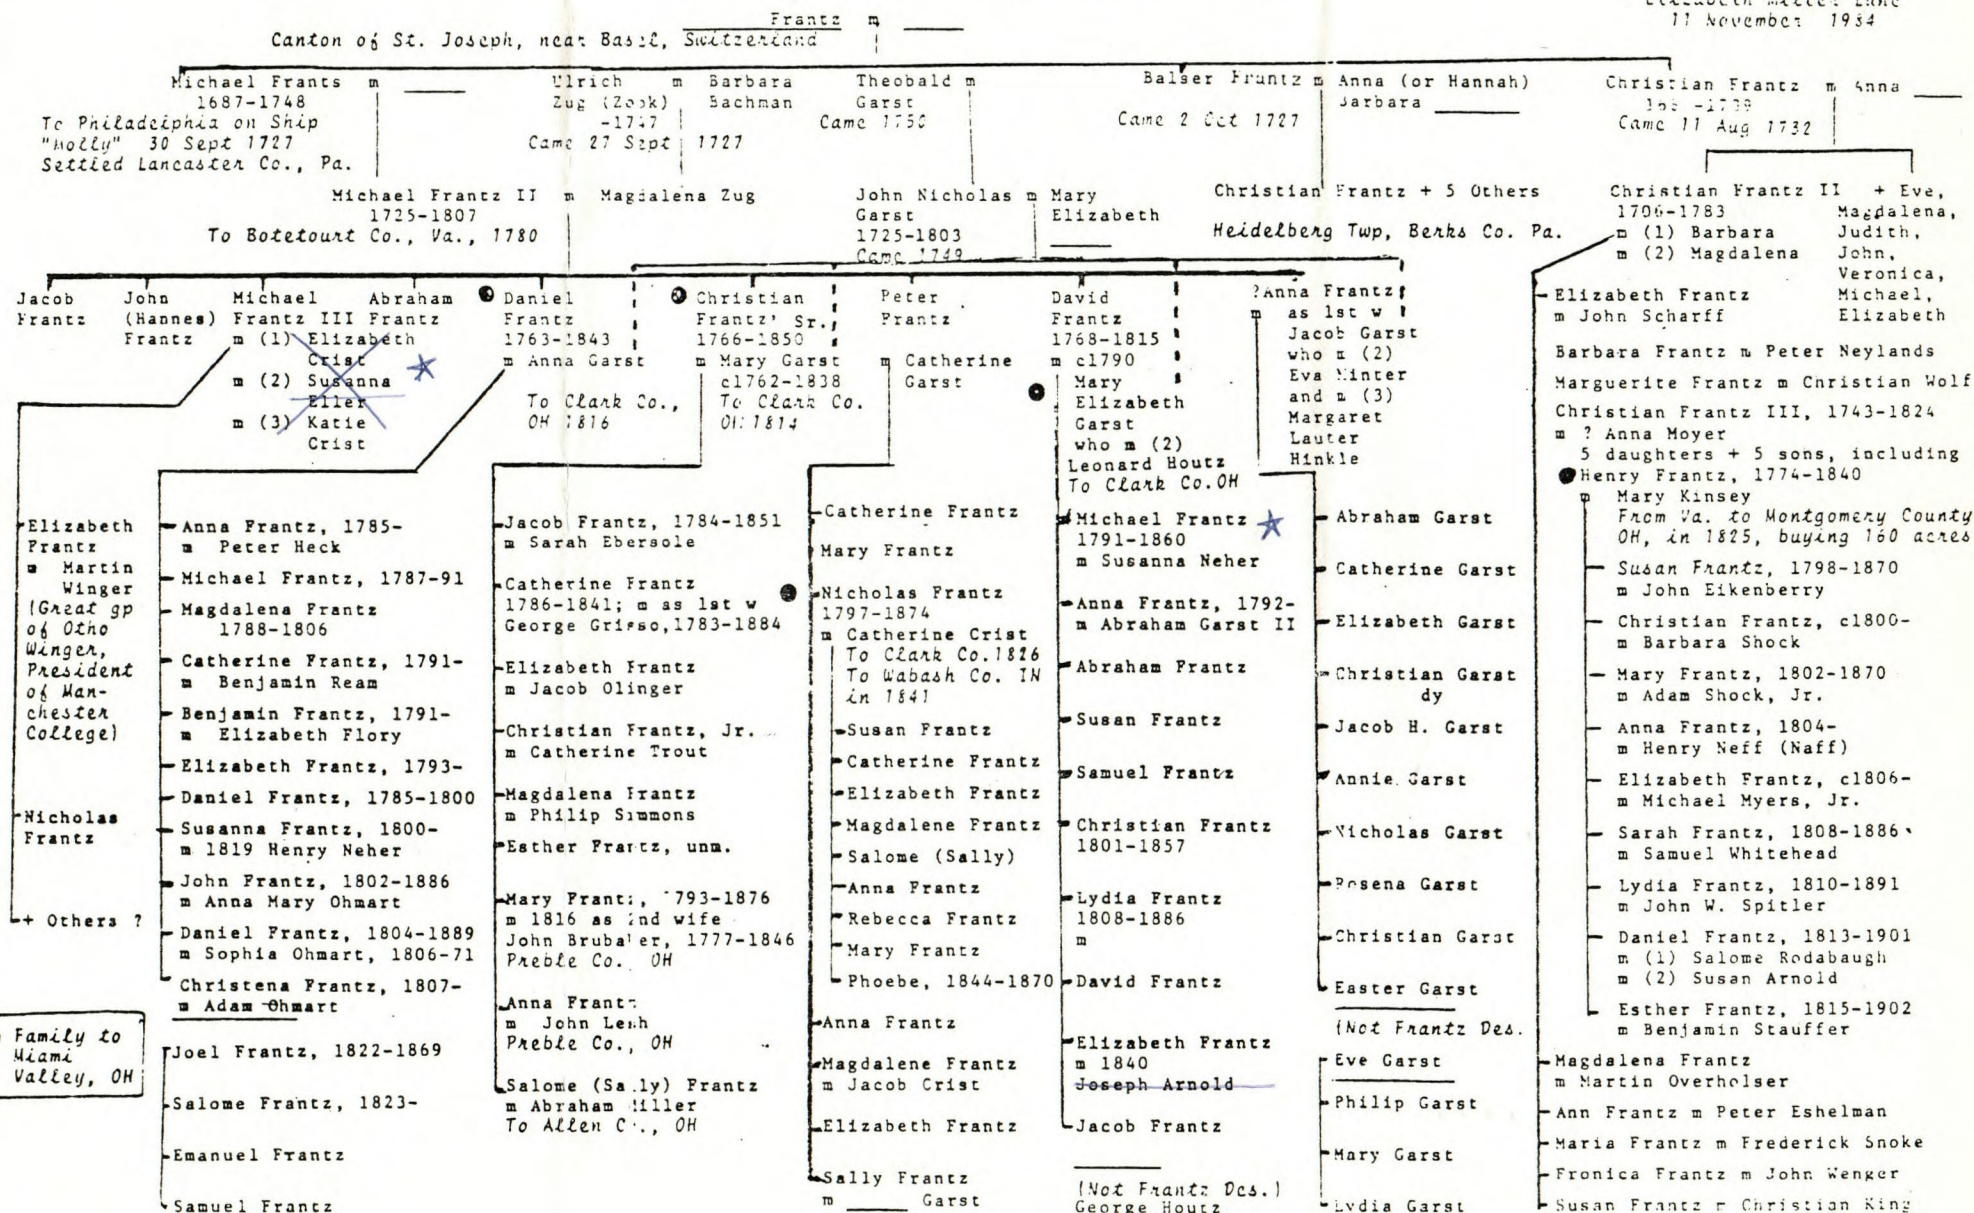 11 November 1984
Frantz m
Canton of St. Joseph, near Basel, Switzerland
Michael Frants m
1687-1748
To Philadelphia on Ship
"Molly" 30 Sept 1727
Settled Lancaster Co., Pa.
Ulrich m Barbara
Zug (Zook) Bachman
-1747
Came 27 Sept 1727
Theobald m
Garst
Came 1750
Balser Frantz m Anna (or Hannah)
Barbara
Came 2 Oct 1727
Christian Frantz m Anna
Came 11 Aug 1732
Michael Frantz II m Magdalena Zug
1725-1807
To Botetourt Co., Va., 1780
John Nicholas m Mary
Garst Elizabeth
1725-1803
Came 1749
Christian Frantz + 5 Others
Heidelberg Twp, Berks Co. Pa.
Christian Frantz II + Eve,
1706-1783 Magdalena,
m (1) Barbara Judith,
m (2) Magdalena John,
Veronica,
Michael,
Elizabeth
Jacob
Frantz
John
(Hannes)
Frantz
Michael
Frantz III
m (1) Elizabeth
Crist
m (2) Susanna
Eller
m (3) Katie
Crist
Abraham
Frantz
Daniel
Frantz
1763-1843
m Anna Garst
To Clark Co.,
OH 1816
Christian
Frantz' Sr.,
1766-1850
m Mary Garst
c1762-1838
To Clark Co.
OH 1814
Peter
Frantz
m Catherine
Garst
David
Frantz
1768-1815
m c1790
Mary
Elizabeth
Garst
who m (2)
Leonard Houtz
To Clark Co.OH
?Anna Frantz
m as 1st w
Jacob Garst
who m (2)
Eva Minter
and m (3)
Margaret
Lauter
Hinkle
Elizabeth Frantz
m John Scharff
Barbara Frantz m Peter Neylands
Marguerite Frantz m Christian Wolf
Christian Frantz III, 1743-1824
m ? Anna Moyer
5 daughters + 5 sons, including
Henry Frantz, 1774-1840
m Mary Kinsey
From Va. to Montgomery County
OH, in 1825, buying 160 acres
Susan Frantz, 1798-1870
m John Eikenberry
Christian Frantz, c1800-
m Barbara Shock
Mary Frantz, 1802-1870
m Adam Shock, Jr.
Anna Frantz, 1804-
m Henry Neff (Naff)
Elizabeth Frantz, c1806-
m Michael Myers, Jr.
Sarah Frantz, 1808-1886
m Samuel Whitehead
Lydia Frantz, 1810-1891
m John W. Spitler
Daniel Frantz, 1813-1901
m (1) Salome Rodabaugh
m (2) Susan Arnold
Esther Frantz, 1815-1902
m Benjamin Stauffer
Magdalena Frantz
m Martin Overholser
Ann Frantz m Peter Eshelman
Maria Frantz m Frederick Snoke
Fronica Frantz m John Wenger
Susan Frantz m Christian King
Elizabeth
Frantz
m Martin
Winger
(Great gp
of Otho
Winger,
President
of Man-
chester
College)
Nicholas
Frantz
+ Others ?
Family to
Miami
Valley, OH
Anna Frantz, 1785-
m Peter Heck
Michael Frantz, 1787-91
Magdalena Frantz
1788-1806
Catherine Frantz, 1791-
m Benjamin Ream
Benjamin Frantz, 1791-
m Elizabeth Flory
Elizabeth Frantz, 1793-
Daniel Frantz, 1785-1800
Susanna Frantz, 1800-
m 1819 Henry Neher
John Frantz, 1802-1886
m Anna Mary Ohmart
Daniel Frantz, 1804-1889
m Sophia Ohmart, 1806-71
Christena Frantz, 1807-
m Adam Ohmart
Joel Frantz, 1822-1869
Salome Frantz, 1823-
Emanuel Frantz
Samuel Frantz
Jacob Frantz, 1784-1851
m Sarah Ebersole
Catherine Frantz
1786-1841; m as 1st w
George Grisso,1783-1884
Elizabeth Frantz
m Jacob Olinger
Christian Frantz, Jr.
m Catherine Trout
Magdalena Frantz
m Philip Simmons
Esther Frantz, unm.
Mary Frantz, 1793-1876
m 1816 as 2nd wife
John Brubaker, 1777-1846
Preble Co. OH
Anna Frantz
m John Lesh
Preble Co., OH
Salome (Sally) Frantz
m Abraham Miller
To Allen Co., OH
Catherine Frantz
Mary Frantz
Nicholas Frantz
1797-1874
m Catherine Crist
To Clark Co.1826
To Wabash Co. IN
in 1841
Susan Frantz
Catherine Frantz
Elizabeth Frantz
Magdalene Frantz
Salome (Sally)
Anna Frantz
Rebecca Frantz
Mary Frantz
Phoebe, 1844-1870
Anna Frantz
Magdalene Frantz
m Jacob Crist
Elizabeth Frantz
Sally Frantz
m Garst
Michael Frantz
1791-1860
m Susanna Neher
Anna Frantz, 1792-
m Abraham Garst II
Abraham Frantz
Susan Frantz
Samuel Frantz
Christian Frantz
1801-1857
Lydia Frantz
1808-1886
m
David Frantz
Elizabeth Frantz
m 1840
Joseph Arnold
Jacob Frantz
(Not Frantz Des.)
George Houtz
Abraham Garst
Catherine Garst
Elizabeth Garst
Christian Garst
dy
Jacob H. Garst
Annie Garst
Nicholas Garst
Rosena Garst
Christian Garst
Easter Garst
(Not Frantz Des.
Eve Garst
Philip Garst
Mary Garst
Lydia Garst